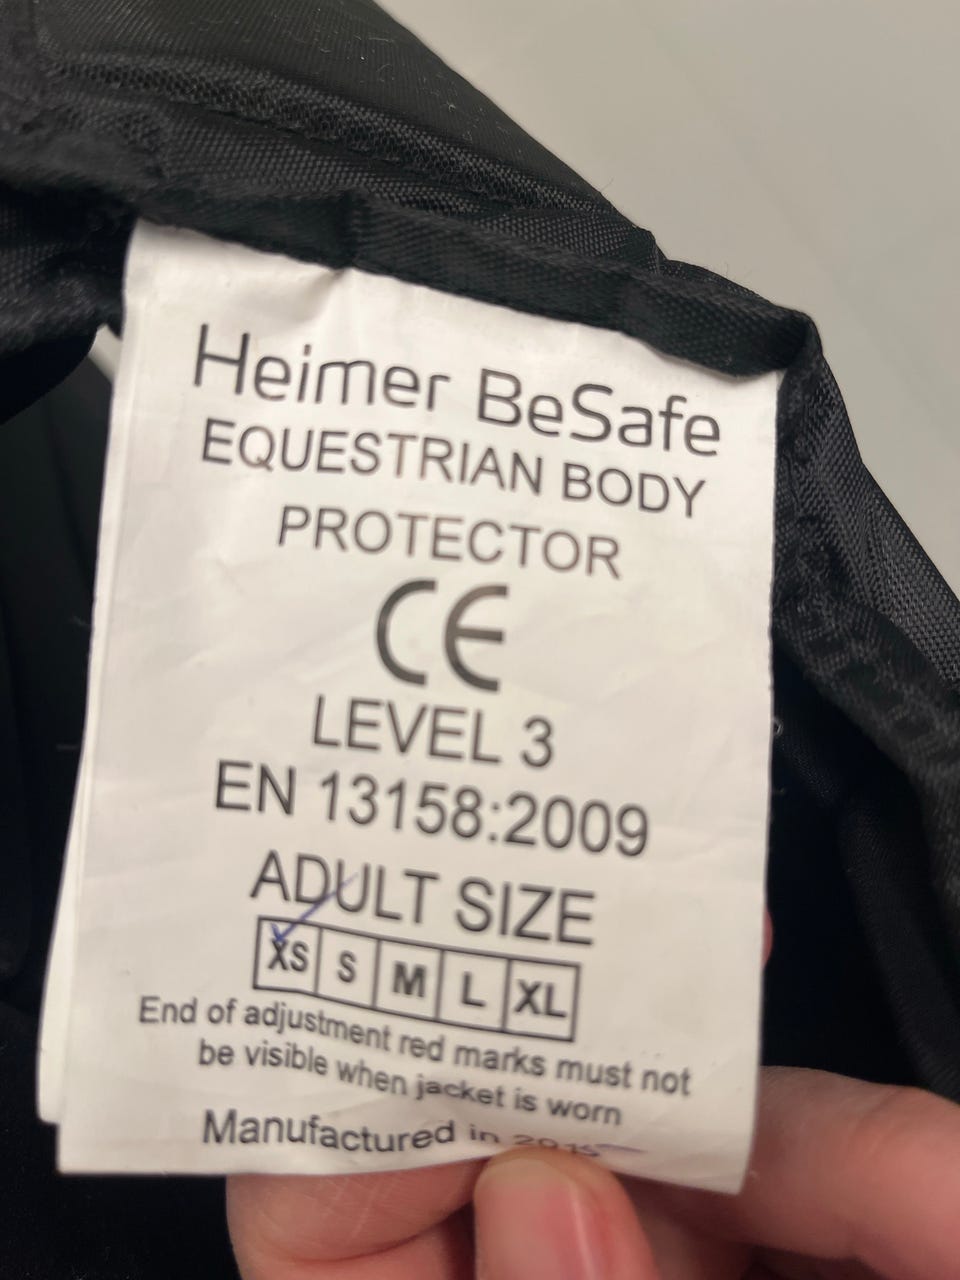 Heimer BeSafe
EQUESTRIAN BODY
PROTECTOR
CE
LEVEL 3
EN 13158:2009
ADULT SIZE
XS S M L XL
End of adjustment red marks must not
be visible when jacket is worn
Manufactured in